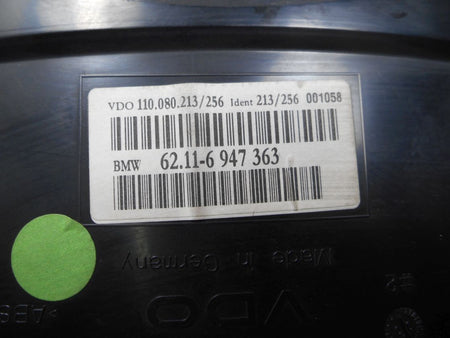 VDO 110.080.213/256 Ident 213/256 001058
BMW 62.11-6 947 363
Made in Germany
VDO
>ABS